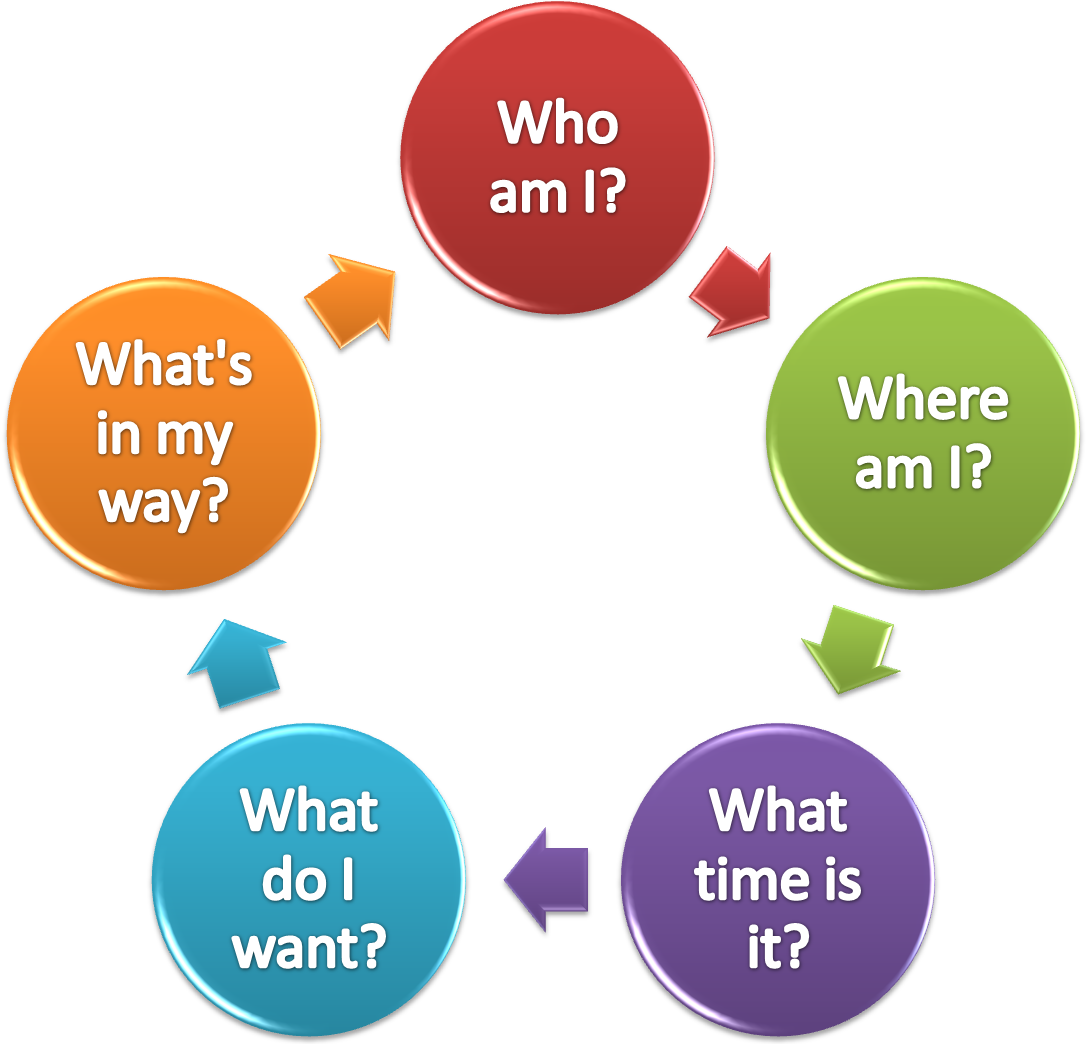 Who
am I?
Where
am I?
What
time is
it?
What
do I
want?
What's
in my
way?